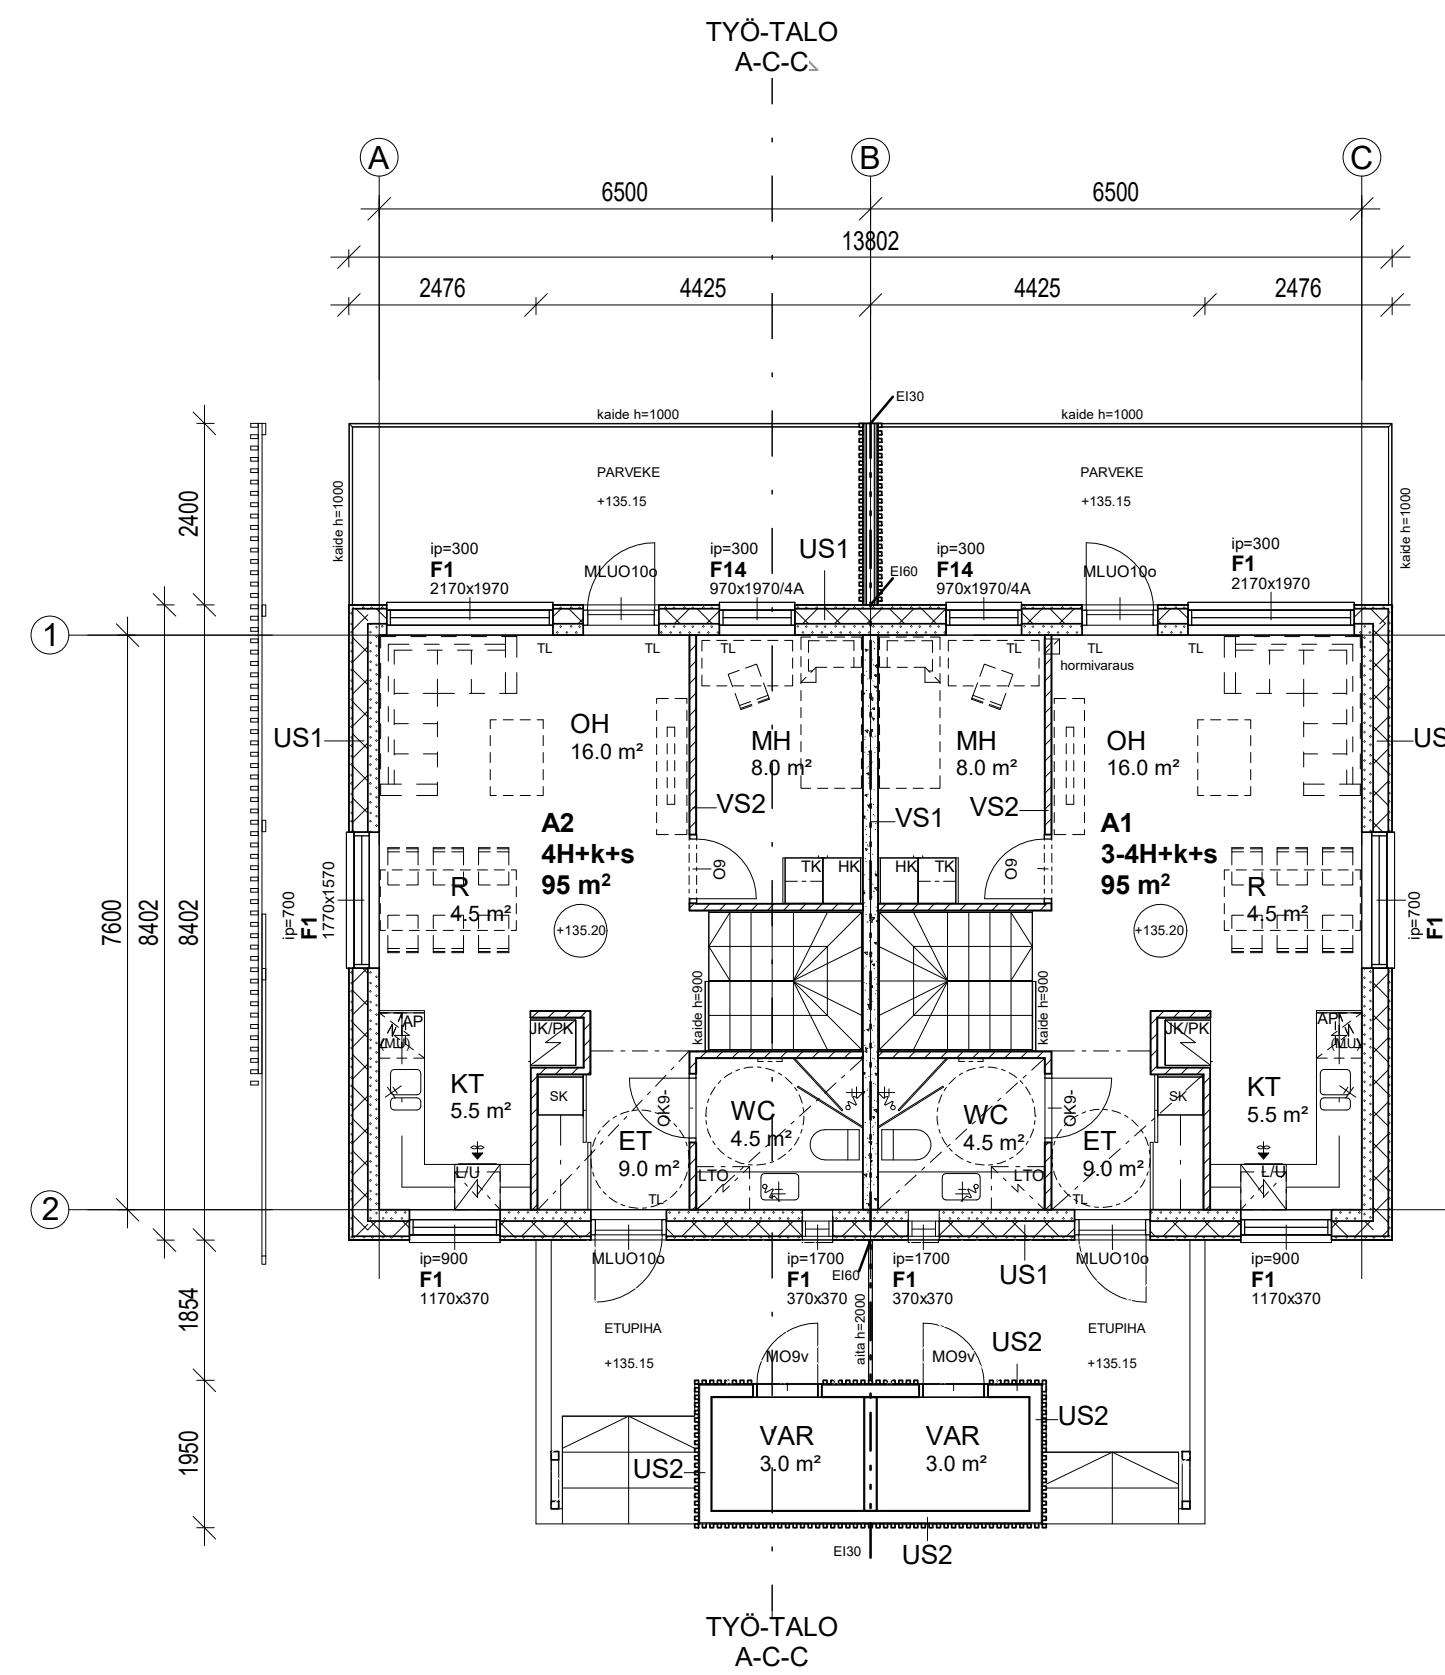 TYÖ-TALO
A-C-C
A
B
C
6500
6500
13802
2476
4425
4425
2476
EI30
kaide h=1000
kaide h=1000
PARVEKE
PARVEKE
+135.15
+135.15
2400
kaide h=1000
kaide h=1000
ip=300
F1
2170x1970
MLUO10o
ip=300
F14
970x1970/4A
US1
EI60
ip=300
F14
970x1970/4A
MLUO10o
ip=300
F1
2170x1970
1
TL
TL
TL
TL
TL
TL
hormivaraus
US1
OH
16.0 m²
MH
8.0 m²
MH
8.0 m²
OH
16.0 m²
US
VS2
VS1
VS2
A2
4H+k+s
95 m²
A1
3-4H+k+s
95 m²
O9
TK
HK
HK
TK
O9
R
4.5 m²
R
4.5 m²
+135.20
+135.20
ip=700
F1
1770x1570
ip=700
F1
7600
8402
8402
kaide h=900
kaide h=900
AP
(MU)
JK/PK
JK/PK
AP
(MU)
KT
5.5 m²
SK
OK9
WC
4.5 m²
WC
4.5 m²
OK9
SK
KT
5.5 m²
ET
9.0 m²
ET
9.0 m²
L/U
LTO
LTO
L/U
TL
TL
2
ip=900
F1
1170x370
MLUO10o
ip=1700
F1
370x370
EI60
ip=1700
F1
370x370
US1
MLUO10o
ip=900
F1
1170x370
1854
ETUPIHA
+135.15
aita h=2000
ETUPIHA
+135.15
MO9v
MO9v
US2
US2
1950
VAR
3.0 m²
VAR
3.0 m²
US2
EI30
US2
TYÖ-TALO
A-C-C